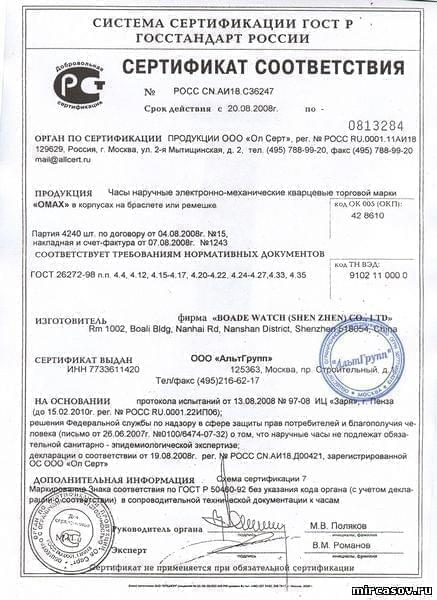 СИСТЕМА СЕРТИФИКАЦИИ ГОСТ Р
ГОССТАНДАРТ РОССИИ
Добровольная
сертификация
СЕРТИФИКАТ СООТВЕТСТВИЯ
№ РОСС CN.АИ18.С36247
Срок действия с 20.08.2008г. по -
0813284
ОРГАН ПО СЕРТИФИКАЦИИ ПРОДУКЦИИ ООО «Ол Серт», рег. № РОСС RU.0001.11АИ18
129629, Россия, г. Москва, ул. 2-я Мытищинская, д. 2, тел. (495) 788-99-20, факс (495) 788-99-20
mail@allcert.ru
ПРОДУКЦИЯ Часы наручные электронно-механические кварцевые торговой марки
«OMAX» в корпусах на браслете или ремешке
код ОК 005 (ОКП):
42 8610
Партия 4240 шт. по договору от 04.08.2008г. №15,
накладная и счет-фактура от 07.08.2008г. №1243
СООТВЕТСТВУЕТ ТРЕБОВАНИЯМ НОРМАТИВНЫХ ДОКУМЕНТОВ
код ТН ВЭД:
9102 11 000 0
ГОСТ 26272-98 п.п. 4.4, 4.12, 4.15-4.17, 4.20-4.22, 4.24-4.27,4.33, 4.35
ИЗГОТОВИТЕЛЬ фирма «BOADE WATCH (SHEN ZHEN) CO., LTD»
Rm 1002, Boali Bldg, Nanhai Rd, Nanshan District, Shenzhen 518054, China
СЕРТИФИКАТ ВЫДАН ООО «АльтГрупп»
ИНН 7733611420 125363, Москва, пр. Строительный, д.
Тел/факс (495)216-62-17
«АльтГрупп»
НА ОСНОВАНИИ протокола испытаний от 13.08.2008 № 97-08 ИЦ «Заря», г. Пенза
(до 15.02.2010г. рег.№ РОСС RU.0001.22ИП06);
решения Федеральной службы по надзору в сфере защиты прав потребителей и благополучия че-
ловека (письмо от 26.06.2007г. №0100/6474-07-32) о том, что наручные часы не подлежат обяза-
тельной санитарно - эпидемиологической экспертизе;
декларации о соответствии от 19.08.2008г. рег.№ РОСС CN.АИ18.Д00421, зарегистрированной
ОС ООО «Ол Серт»
ДОПОЛНИТЕЛЬНАЯ ИНФОРМАЦИЯ Схема сертификации 7
Маркирование Знака соответствия по ГОСТ Р 50460-92 без указания кода органа (с учетом декла-
рации о соответствии) в сопроводительной технической документации к часам
М.П.
Руководитель органа М.В. Поляков
Эксперт В.М. Романов
Сертификат не применяется при обязательной сертификации
mircasov.ru